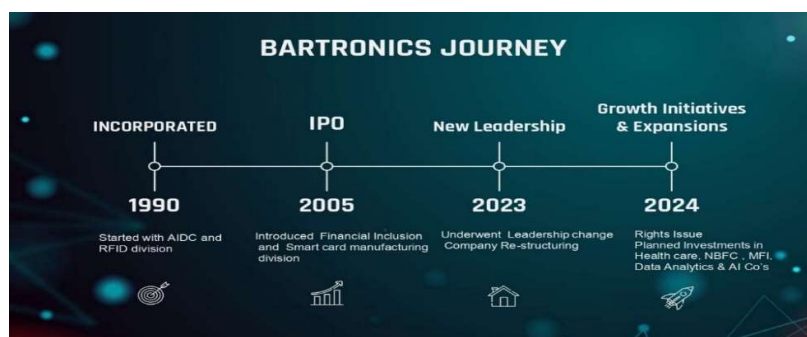 BARTRONICS JOURNEY
INCORPORATED
1990
Started with AIDC and
RFID division
IPO
2005
Introduced Financial Inclusion
and Smart card manufacturing
division
New Leadership
2023
Underwent Leadership change
Company Re-structuring
Growth Initiatives
& Expansions
2024
Rights Issue
Planned Investments in
Health care, NBFC , MFI,
Data Analytics & AI Co's